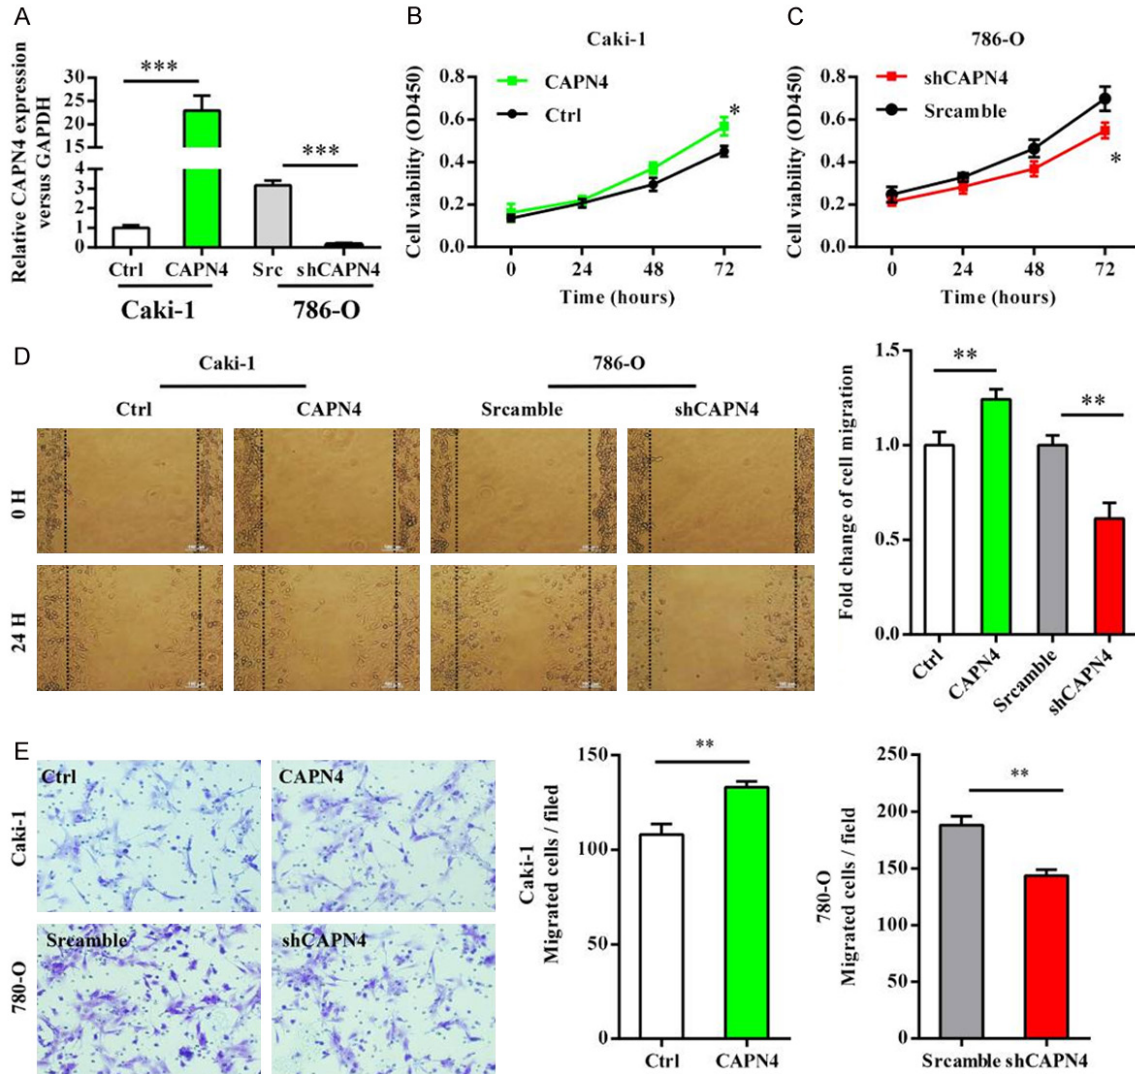 A
Relative CAPN4 expression
versus GAPDH
30
25
20
15
10
5
4
3
2
1
0
***
***
Ctrl CAPN4 Src shCAPN4
Caki-1 786-O
B
Caki-1
Cell viability (OD450)
0.8
0.6
0.4
0.2
0.0
CAPN4
Ctrl
*
0 24 48 72
Time (hours)
C
786-O
Cell viability (OD450)
0.8
0.6
0.4
0.2
0.0
shCAPN4
Srcamble
*
0 24 48 72
Time (hours)
D
Caki-1 786-O
Ctrl CAPN4 Srcamble shCAPN4
0 H
24 H
Fold change of cell migration
1.5
1.0
0.5
0.0
**
**
Ctrl CAPN4 Srcamble shCAPN4
E
Caki-1
Ctrl CAPN4
780-O
Srcamble shCAPN4
Caki-1
Migrated cells / filed
150
100
50
0
**
Ctrl CAPN4
780-O
Migrated cells / field
250
200
150
100
50
0
**
Srcamble shCAPN4